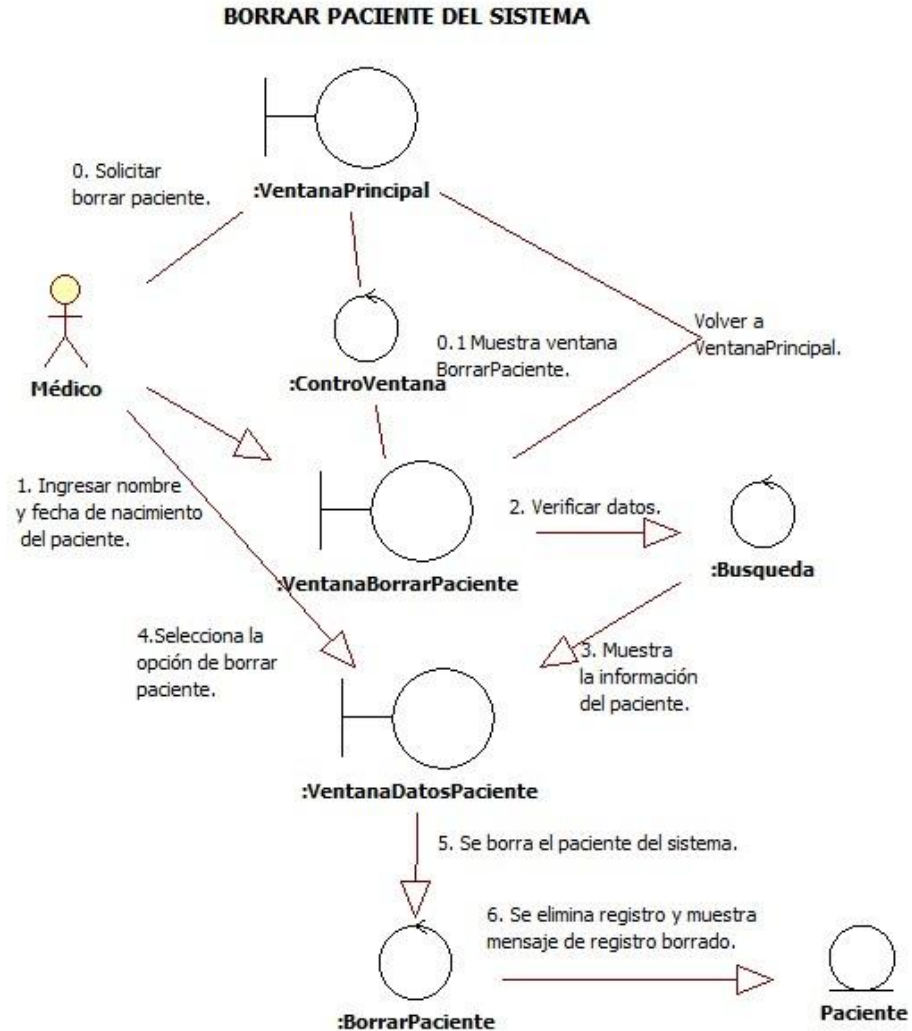 BORRAR PACIENTE DEL SISTEMA
0. Solicitar
borrar paciente.
:VentanaPrincipal
Médico
0.1 Muestra ventana
BorrarPaciente.
:ControVentana
Volver a
VentanaPrincipal.
1. Ingresar nombre
y fecha de nacimiento
del paciente.
2. Verificar datos.
:VentanaBorrarPaciente
:Busqueda
4.Selecciona la
opción de borrar
paciente.
3. Muestra
la información
del paciente.
:VentanaDatosPaciente
5. Se borra el paciente del sistema.
6. Se elimina registro y muestra
mensaje de registro borrado.
:BorrarPaciente
Paciente